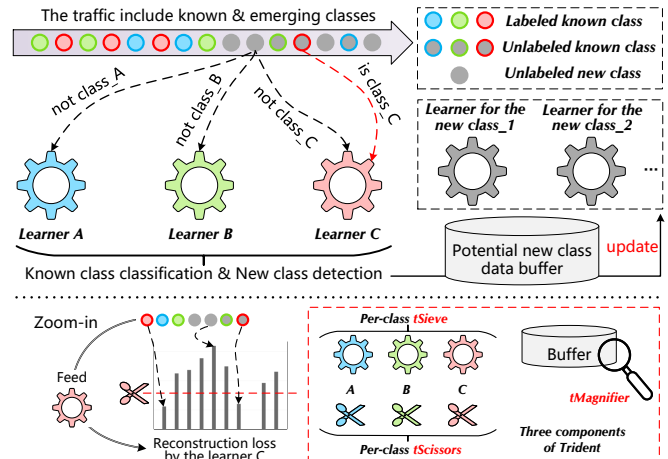 The traffic include known & emerging classes
Labeled known class
Unlabeled known class
Unlabeled new class
not class_A
not class_B
not class_C
is class_C
Learner for the new class_1
Learner for the new class_2
...
Learner A
Learner B
Learner C
Known class classification & New class detection
Potential new class
data buffer
update
Zoom-in
Feed
Reconstruction loss
by the learner C
Per-class tSieve
A
B
C
Per-class tScissors
Buffer
tMagnifier
Three components
of Trident